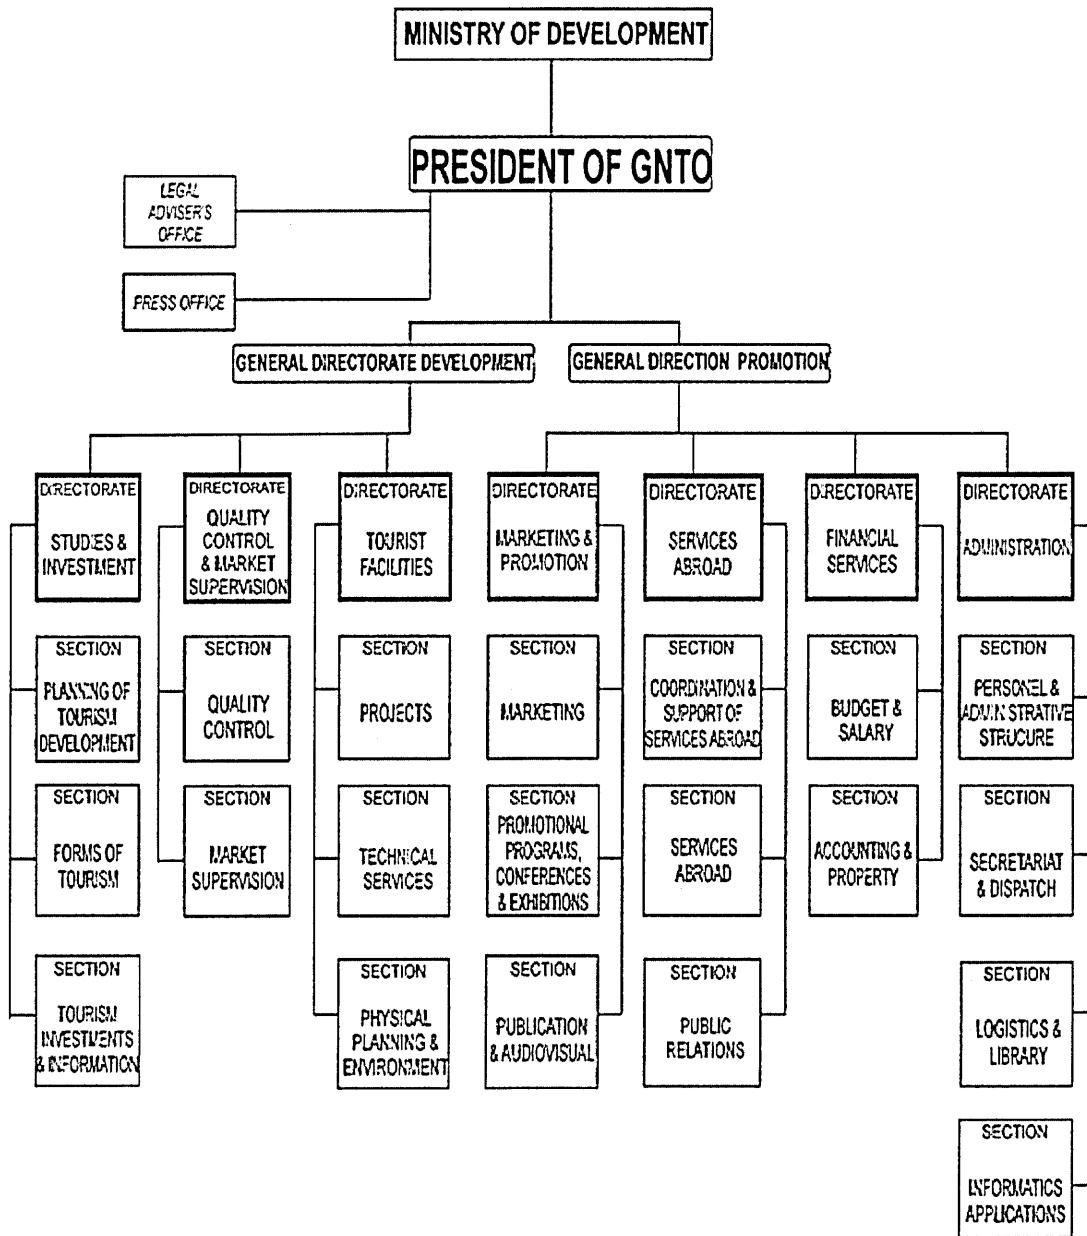 MINISTRY OF DEVELOPMENT
PRESIDENT OF GNTO
LEGAL
ADVISER'S
OFFICE
PRESS OFFICE
GENERAL DIRECTORATE DEVELOPMENT
GENERAL DIRECTION PROMOTION
DIRECTORATE
STUDIES &
INVESTMENT
DIRECTORATE
QUALITY
CONTROL
& MARKET
SUPERVISION
DIRECTORATE
TOURIST
FACILITIES
DIRECTORATE
MARKETING &
PROMOTION
DIRECTORATE
SERVICES
ABROAD
DIRECTORATE
FINANCIAL
SERVICES
DIRECTORATE
ADMINISTRATION
SECTION
PLANNING OF
TOURISM
DEVELOPMENT
SECTION
QUALITY
CONTROL
SECTION
PROJECTS
SECTION
MARKETING
SECTION
COORDINATION &
SUPPORT OF
SERVICES ABROAD
SECTION
BUDGET &
SALARY
SECTION
PERSONEL &
ADMINISTRATIVE
STRUCURE
SECTION
FORMS OF
TOURISM
SECTION
MARKET
SUPERVISION
SECTION
TECHNICAL
SERVICES
SECTION
PROMOTIONAL
PROGRAMS,
CONFERENCES
& EXHIBITIONS
SECTION
SERVICES
ABROAD
SECTION
ACCOUNTING &
PROPERTY
SECTION
SECRETARIAT
& DISPATCH
SECTION
TOURISM
INVESTMENTS
& INFORMATION
SECTION
PHYSICAL
PLANNING &
ENVIRONMENT
SECTION
PUBLICATION
& AUDIOVISUAL
SECTION
PUBLIC
RELATIONS
SECTION
LOGISTICS &
LIBRARY
SECTION
INFORMATICS
APPLICATIONS